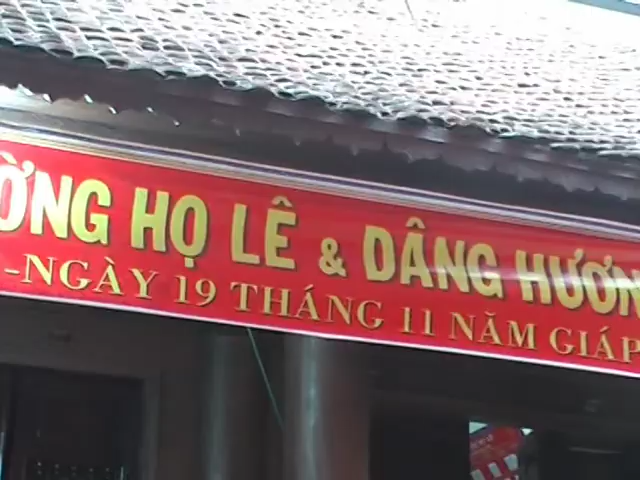 ỜNG HỌ LÊ & DÂNG HƯƠN
-NGÀY 19 THÁNG 11 NĂM GIÁP